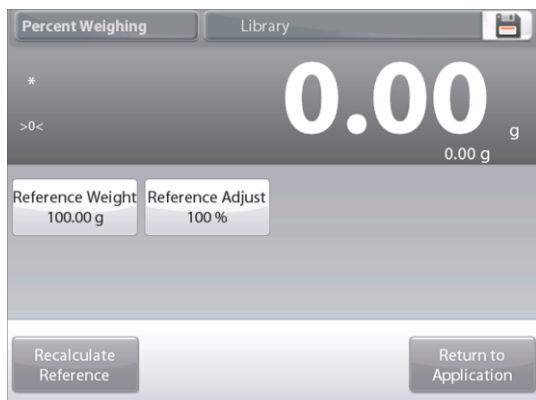 Percent Weighing
Library
*
0.00 g
>0<
0.00 g
Reference Weight
100.00 g
Reference Adjust
100 %
Recalculate
Reference
Return to
Application